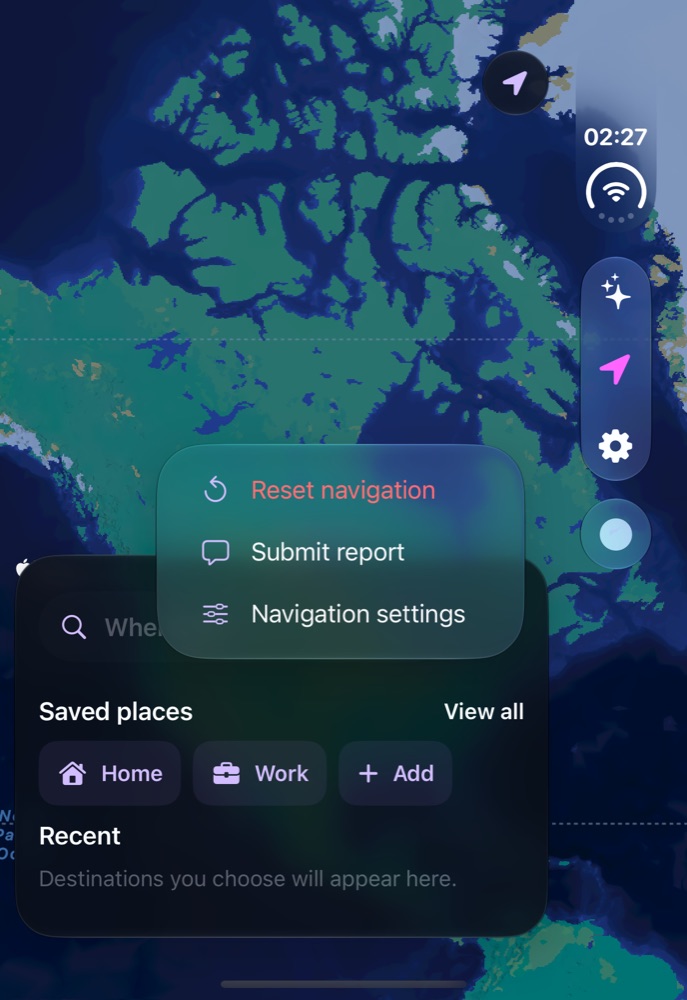 02:27
Reset navigation
Submit report
Navigation settings
Saved places
View all
Home
Work
Add
Recent
Destinations you choose will appear here.